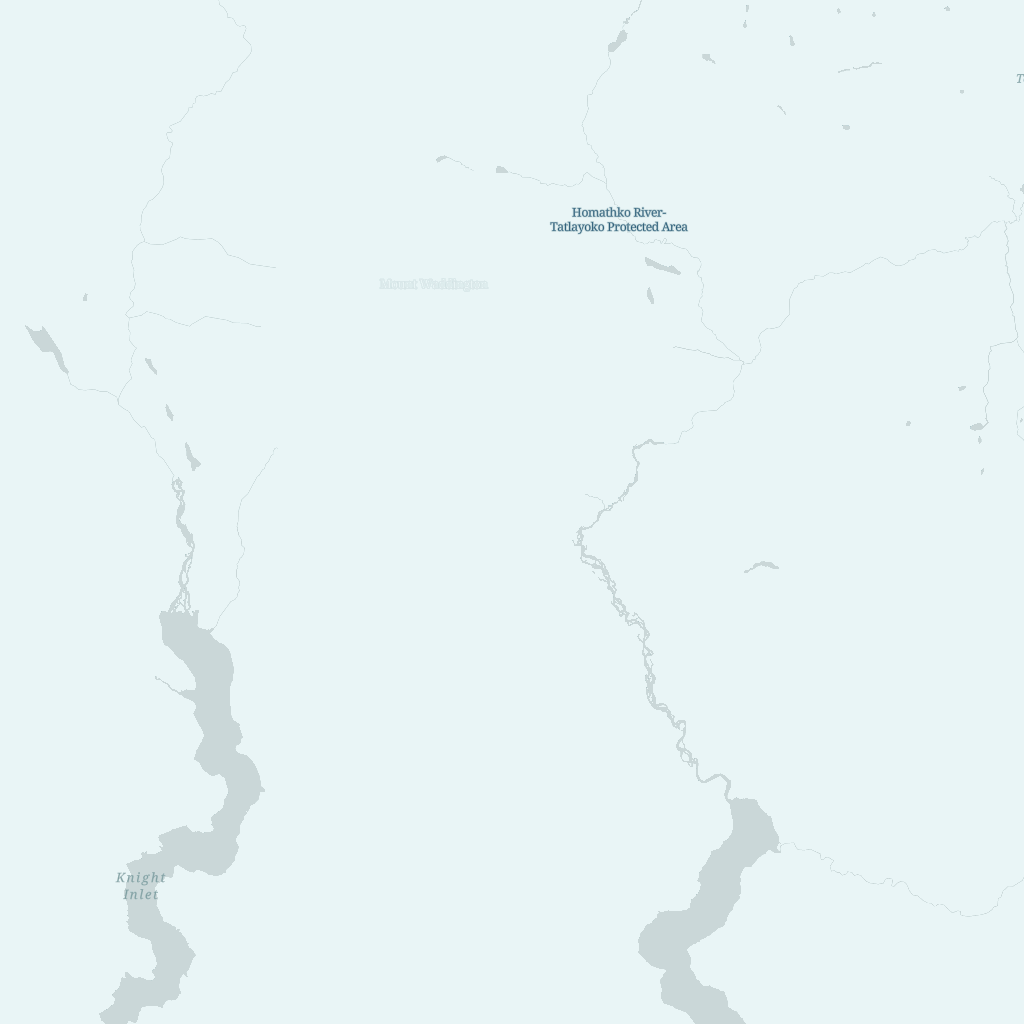 Homathko River-
Tatlayoko Protected Area
Mount Waddington
Knight
Inlet